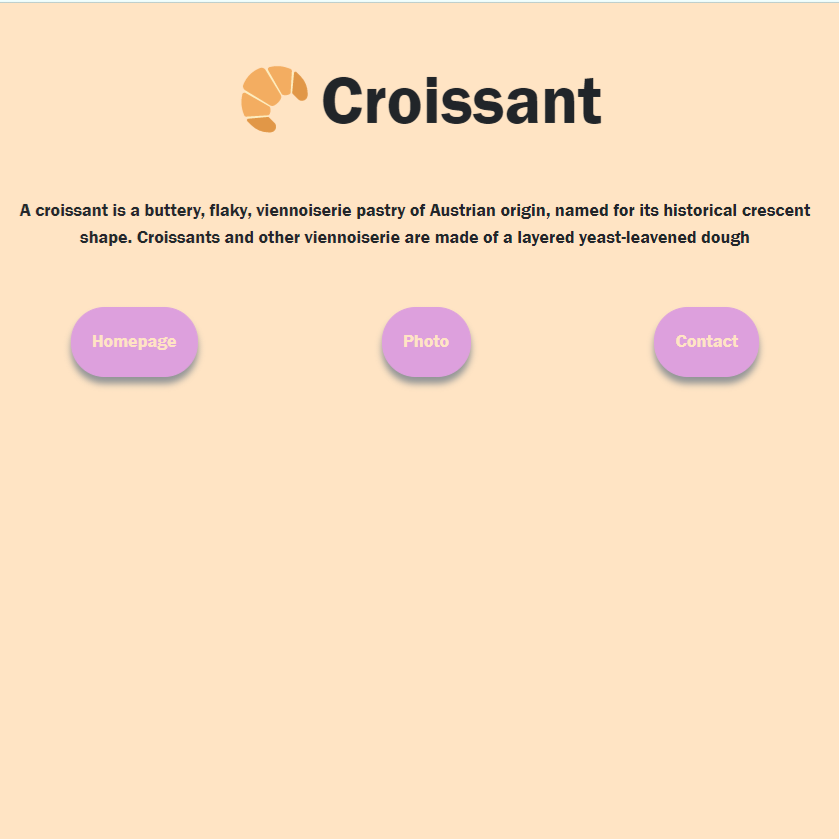 Croissant
A croissant is a buttery, flaky, viennoiserie pastry of Austrian origin, named for its historical crescent
shape. Croissants and other viennoiserie are made of a layered yeast-leavened dough
Homepage
Photo
Contact